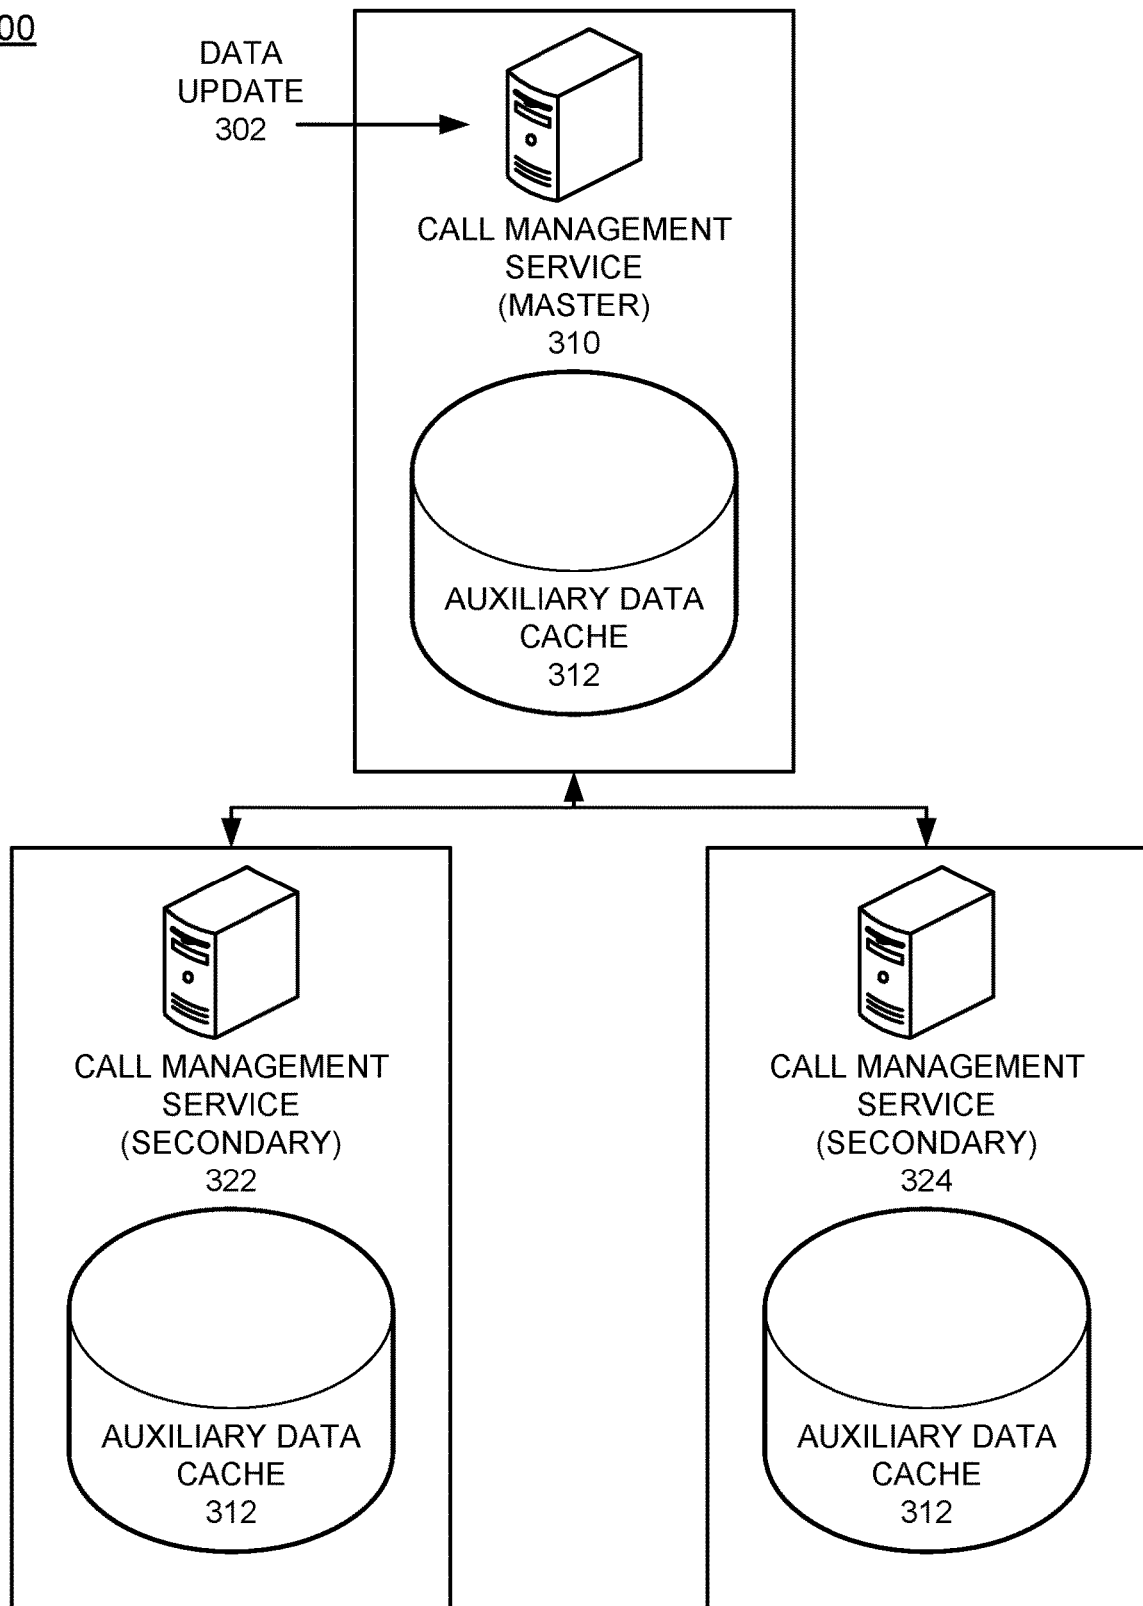 00
DATA
UPDATE
302
CALL MANAGEMENT
SERVICE
(MASTER)
310
AUXILIARY DATA
CACHE
312
CALL MANAGEMENT
SERVICE
(SECONDARY)
322
AUXILIARY DATA
CACHE
312
CALL MANAGEMENT
SERVICE
(SECONDARY)
324
AUXILIARY DATA
CACHE
312